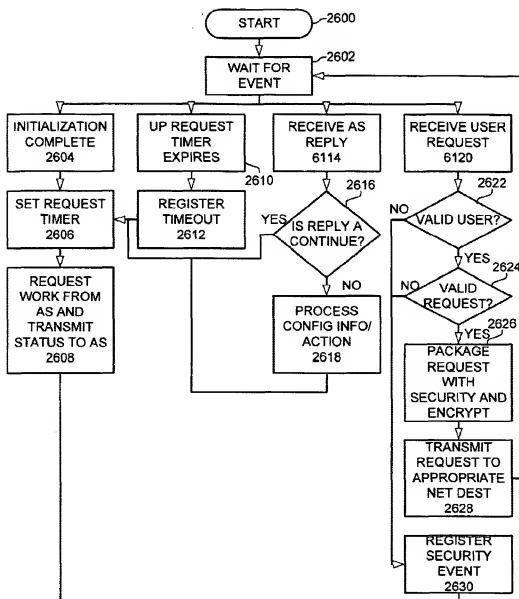 START
2600
WAIT FOR
EVENT
2602
INITIALIZATION
COMPLETE
2604
UP REQUEST
TIMER
EXPIRES
2610
RECEIVE AS
REPLY
6114
RECEIVE USER
REQUEST
6120
SET REQUEST
TIMER
2606
REGISTER
TIMEOUT
2612
YES
IS REPLY A
CONTINUE?
2616
NO
VALID USER?
2622
YES
REQUEST
WORK FROM
AS AND
TRANSMIT
STATUS TO AS
2608
NO
PROCESS
CONFIG INFO/
ACTION
2618
NO
VALID
REQUEST?
2624
YES
2626
PACKAGE
REQUEST
WITH
SECURITY AND
ENCRYPT
TRANSMIT
REQUEST TO
APPROPRIATE
NET DEST
2628
REGISTER
SECURITY
EVENT
2630